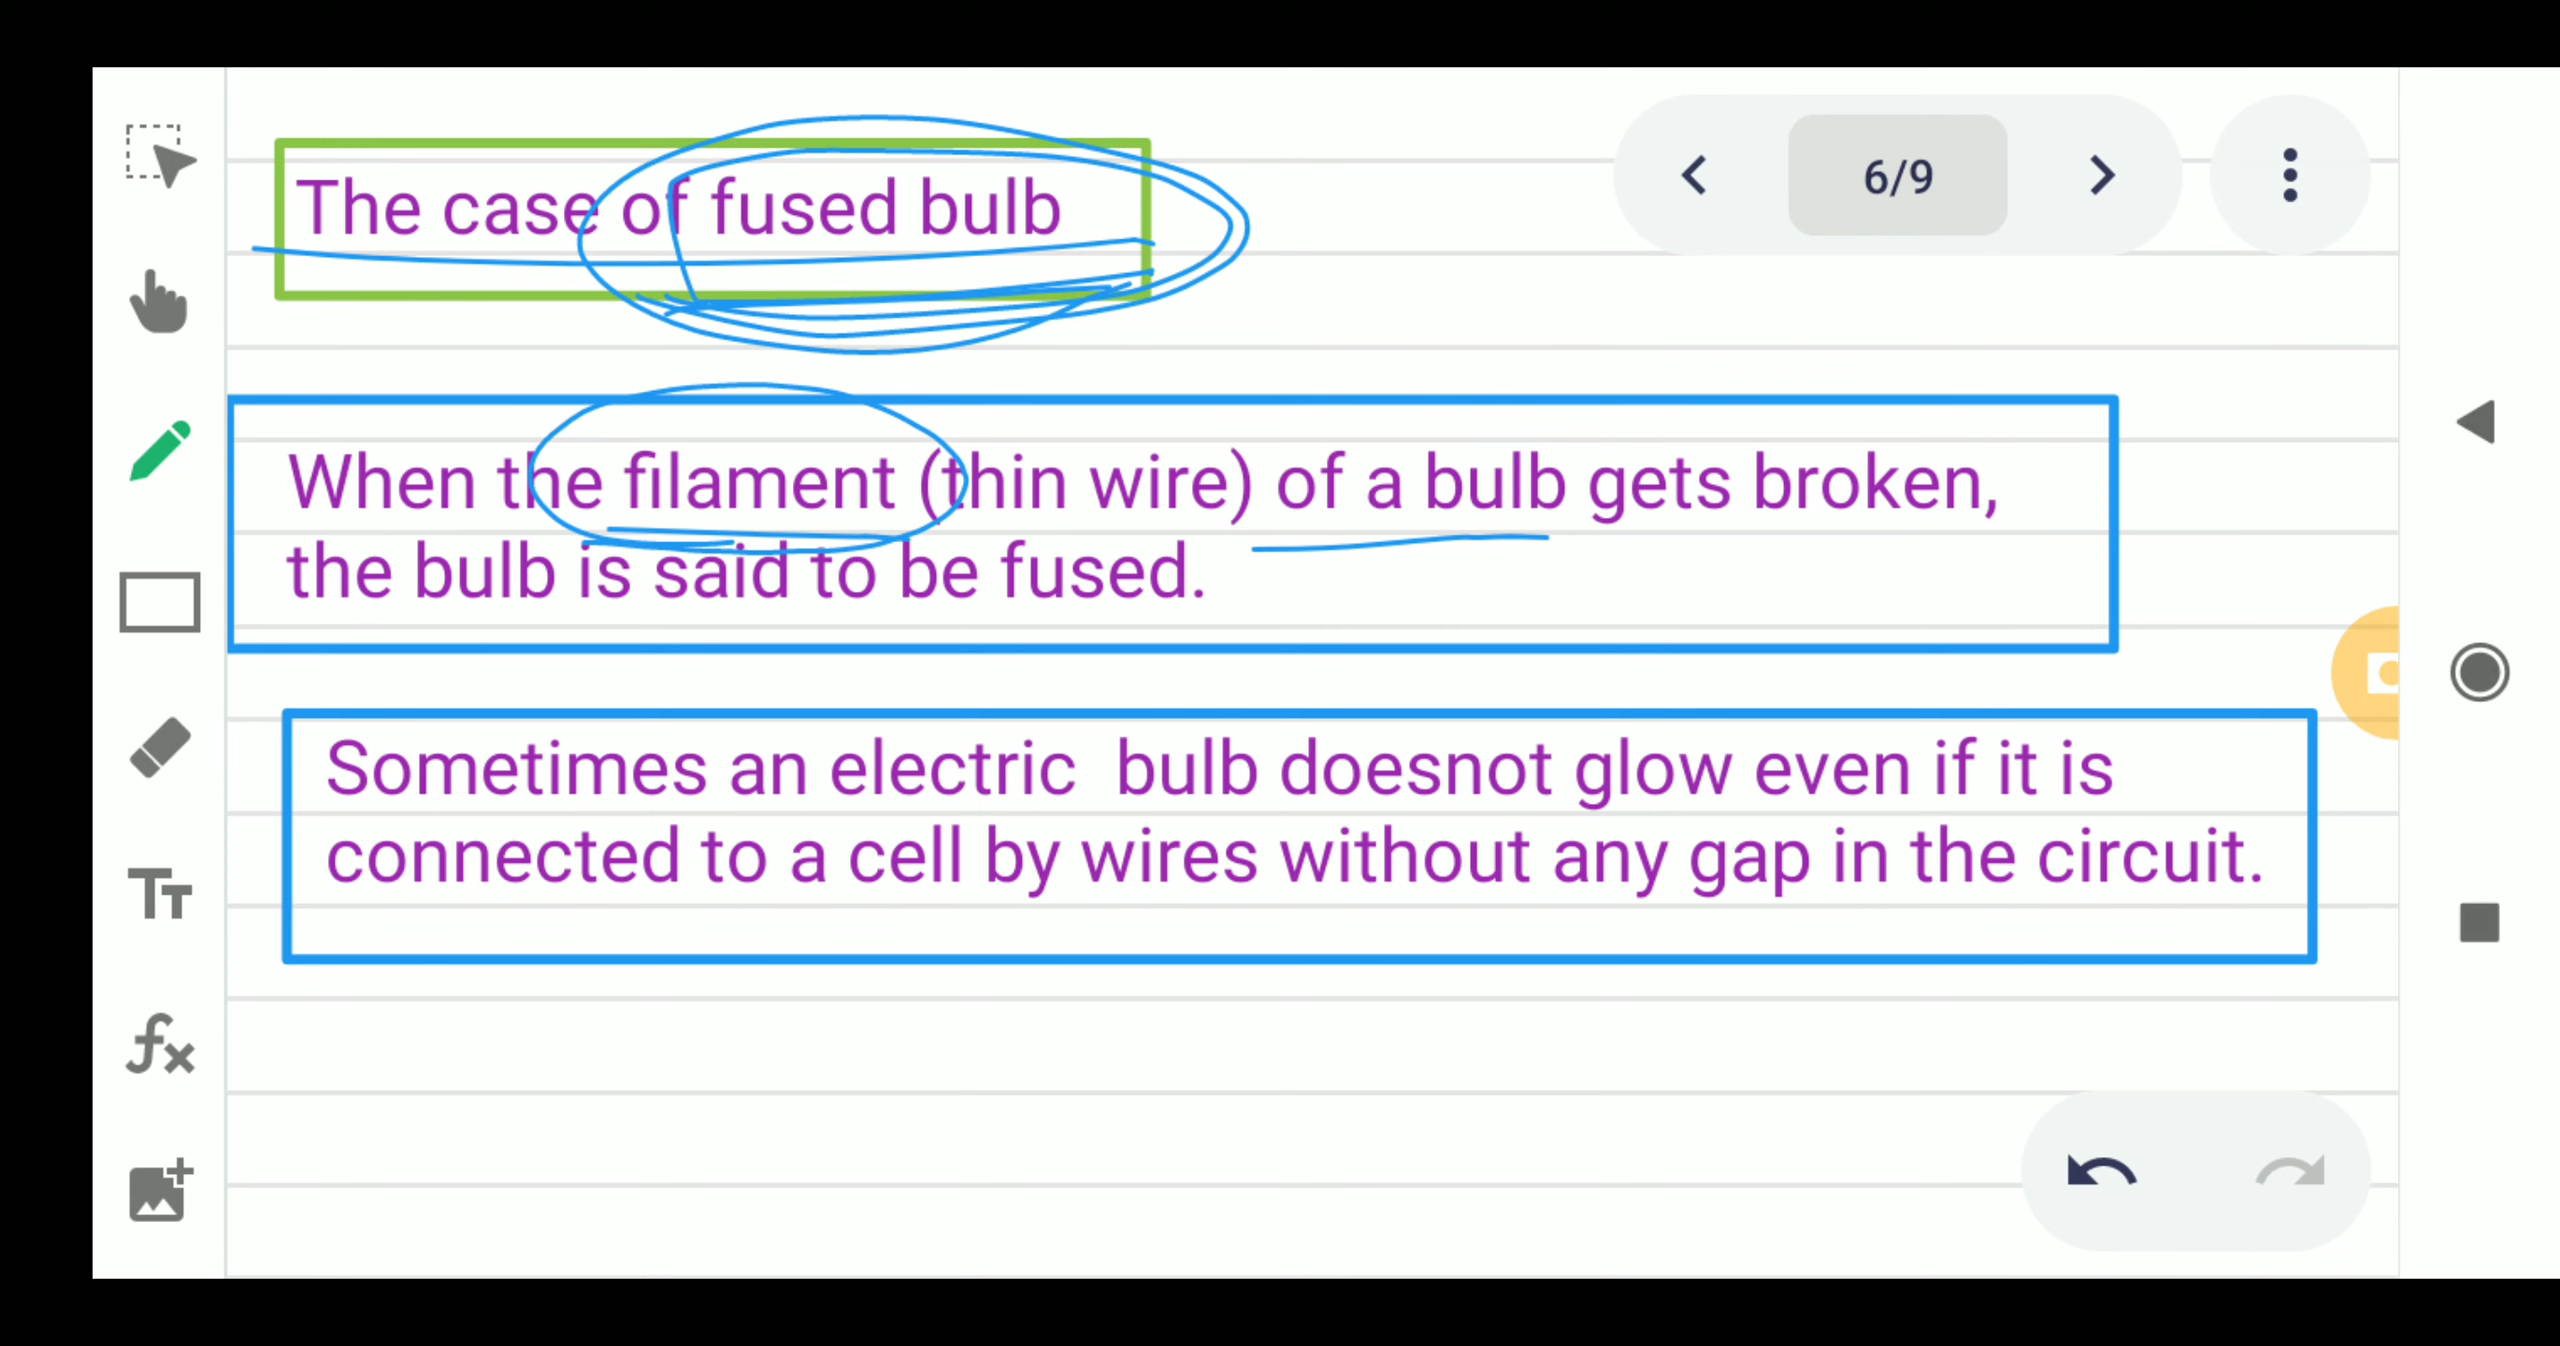 The case of fused bulb
6/9
When the filament (thin wire) of a bulb gets broken,
the bulb is said to be fused.
Sometimes an electric  bulb doesnot glow even if it is
connected to a cell by wires without any gap in the circuit.
Tт
fx